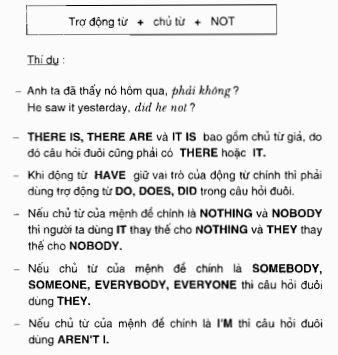 Trợ động từ + chủ từ + NOT
Thí dụ :
– Anh ta đã thấy nó hôm qua, phải không ?
He saw it yesterday, did he not ?
– THERE IS, THERE ARE và IT IS bao gồm chủ từ giả, do
đó câu hỏi đuôi cũng phải có THERE hoặc IT.
– Khi động từ HAVE giữ vai trò của động từ chính thì phải
dùng trợ động từ DO, DOES, DID trong câu hỏi đuôi.
– Nếu chủ từ của mệnh đề chính là NOTHING và NOBODY
thì người ta dùng IT thay thế cho NOTHING và THEY thay
thế cho NOBODY.
– Nếu chủ từ của mệnh đề chính là SOMEBODY,
SOMEONE, EVERYBODY, EVERYONE thì câu hỏi đuôi
dùng THEY.
– Nếu chủ từ của mệnh đề chính là I'M thì câu hỏi đuôi
dùng AREN'T I.